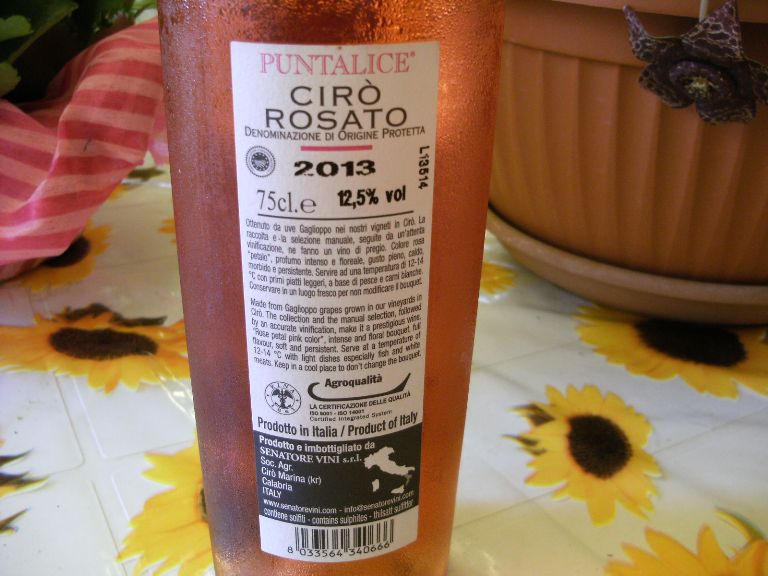 PUNTALICE®
CIRÒ
ROSATO
DENOMINAZIONE DI ORIGINE PROTETTA
2013
L13514
75cl.e 12,5% vol
Ottenuto da uve Gaglioppo nei nostri vigneti in Cirò. La
raccolta e la selezione manuale, seguite da un'attenta
vinificazione, ne fanno un vino di pregio. Colore rosa
"petalo", profumo intenso e floreale, gusto pieno, caldo,
morbido e persistente. Servire ad una temperatura di 12-14
°C con primi piatti leggeri, a base di pesce e carni bianche.
Conservare in un luogo fresco per non modificare il bouquet.
Made from Gaglioppo grapes grown in our vineyards in
Cirò. The collection and the manual selection, followed
by an accurate vinification, make it a prestigious wine.
"Rose petal pink color", intense and floral bouquet, full
flavour, soft and persistent. Serve at a temperature of
12-14 °C with light dishes especially fish and white
meats. Keep in a cool place to don't change the bouquet.
Agroqualità
LA CERTIFICAZIONE DELLE QUALITÀ
ISO 9001 - ISO 14001
Certified Integrated System
Prodotto in Italia / Product of Italy
Prodotto e imbottigliato da
SENATORE VINI s.r.l.
Soc. Agr.
Cirò Marina (kr)
Calabria
ITALY
www.senatorevini.com - info@senatorevini.com
contiene solfiti - contains sulphites - thilsatt sulfitter
8 033564 340666